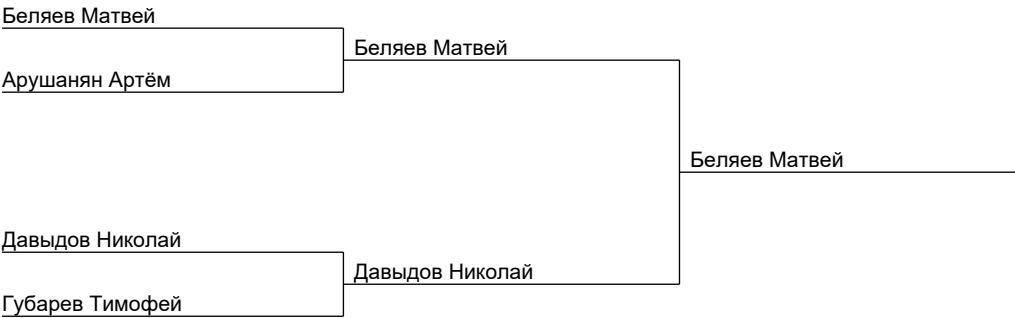 Беляев Матвей
Беляев Матвей
Арушанян Артём
Беляев Матвей
Давыдов Николай
Давыдов Николай
Губарев Тимофей